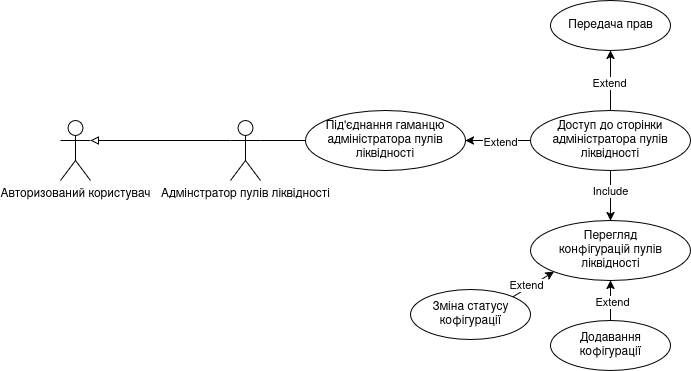 Передача прав
Extend
Під'єднання гаманцю
адміністратора пулів
ліквідності
Extend
Доступ до сторінки
адміністратора пулів
ліквідності
Авторизований користувач
Адмінстратор пулів ліквідності
Include
Перегляд
конфігурацій пулів
ліквідності
Extend
Зміна статусу
кофігурації
Extend
Додавання
кофігурації